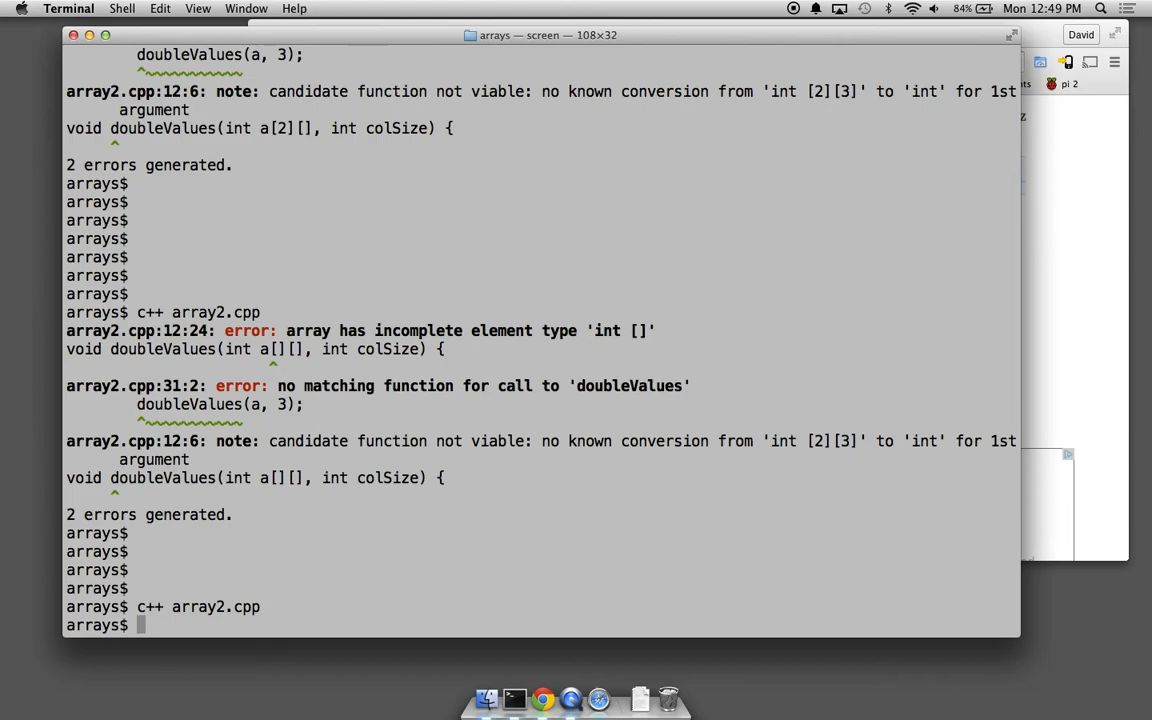 Terminal Shell Edit View Window Help 84% Mon 12:49 PM
arrays — screen — 108×32
David
doubleValues(a, 3);
^~~~~~~~~~~~
array2.cpp:12:6: note: candidate function not viable: no known conversion from 'int [2][3]' to 'int' for 1st
argument
void doubleValues(int a[2][], int colSize) {
^
2 errors generated.
arrays$
arrays$
arrays$
arrays$
arrays$
arrays$
arrays$
arrays$ c++ array2.cpp
array2.cpp:12:24: error: array has incomplete element type 'int []'
void doubleValues(int a[][], int colSize) {
^
array2.cpp:31:2: error: no matching function for call to 'doubleValues'
doubleValues(a, 3);
^~~~~~~~~~~~
array2.cpp:12:6: note: candidate function not viable: no known conversion from 'int [2][3]' to 'int' for 1st
argument
void doubleValues(int a[][], int colSize) {
^
2 errors generated.
arrays$
arrays$
arrays$
arrays$
arrays$ c++ array2.cpp
arrays$
nts pi 2
z